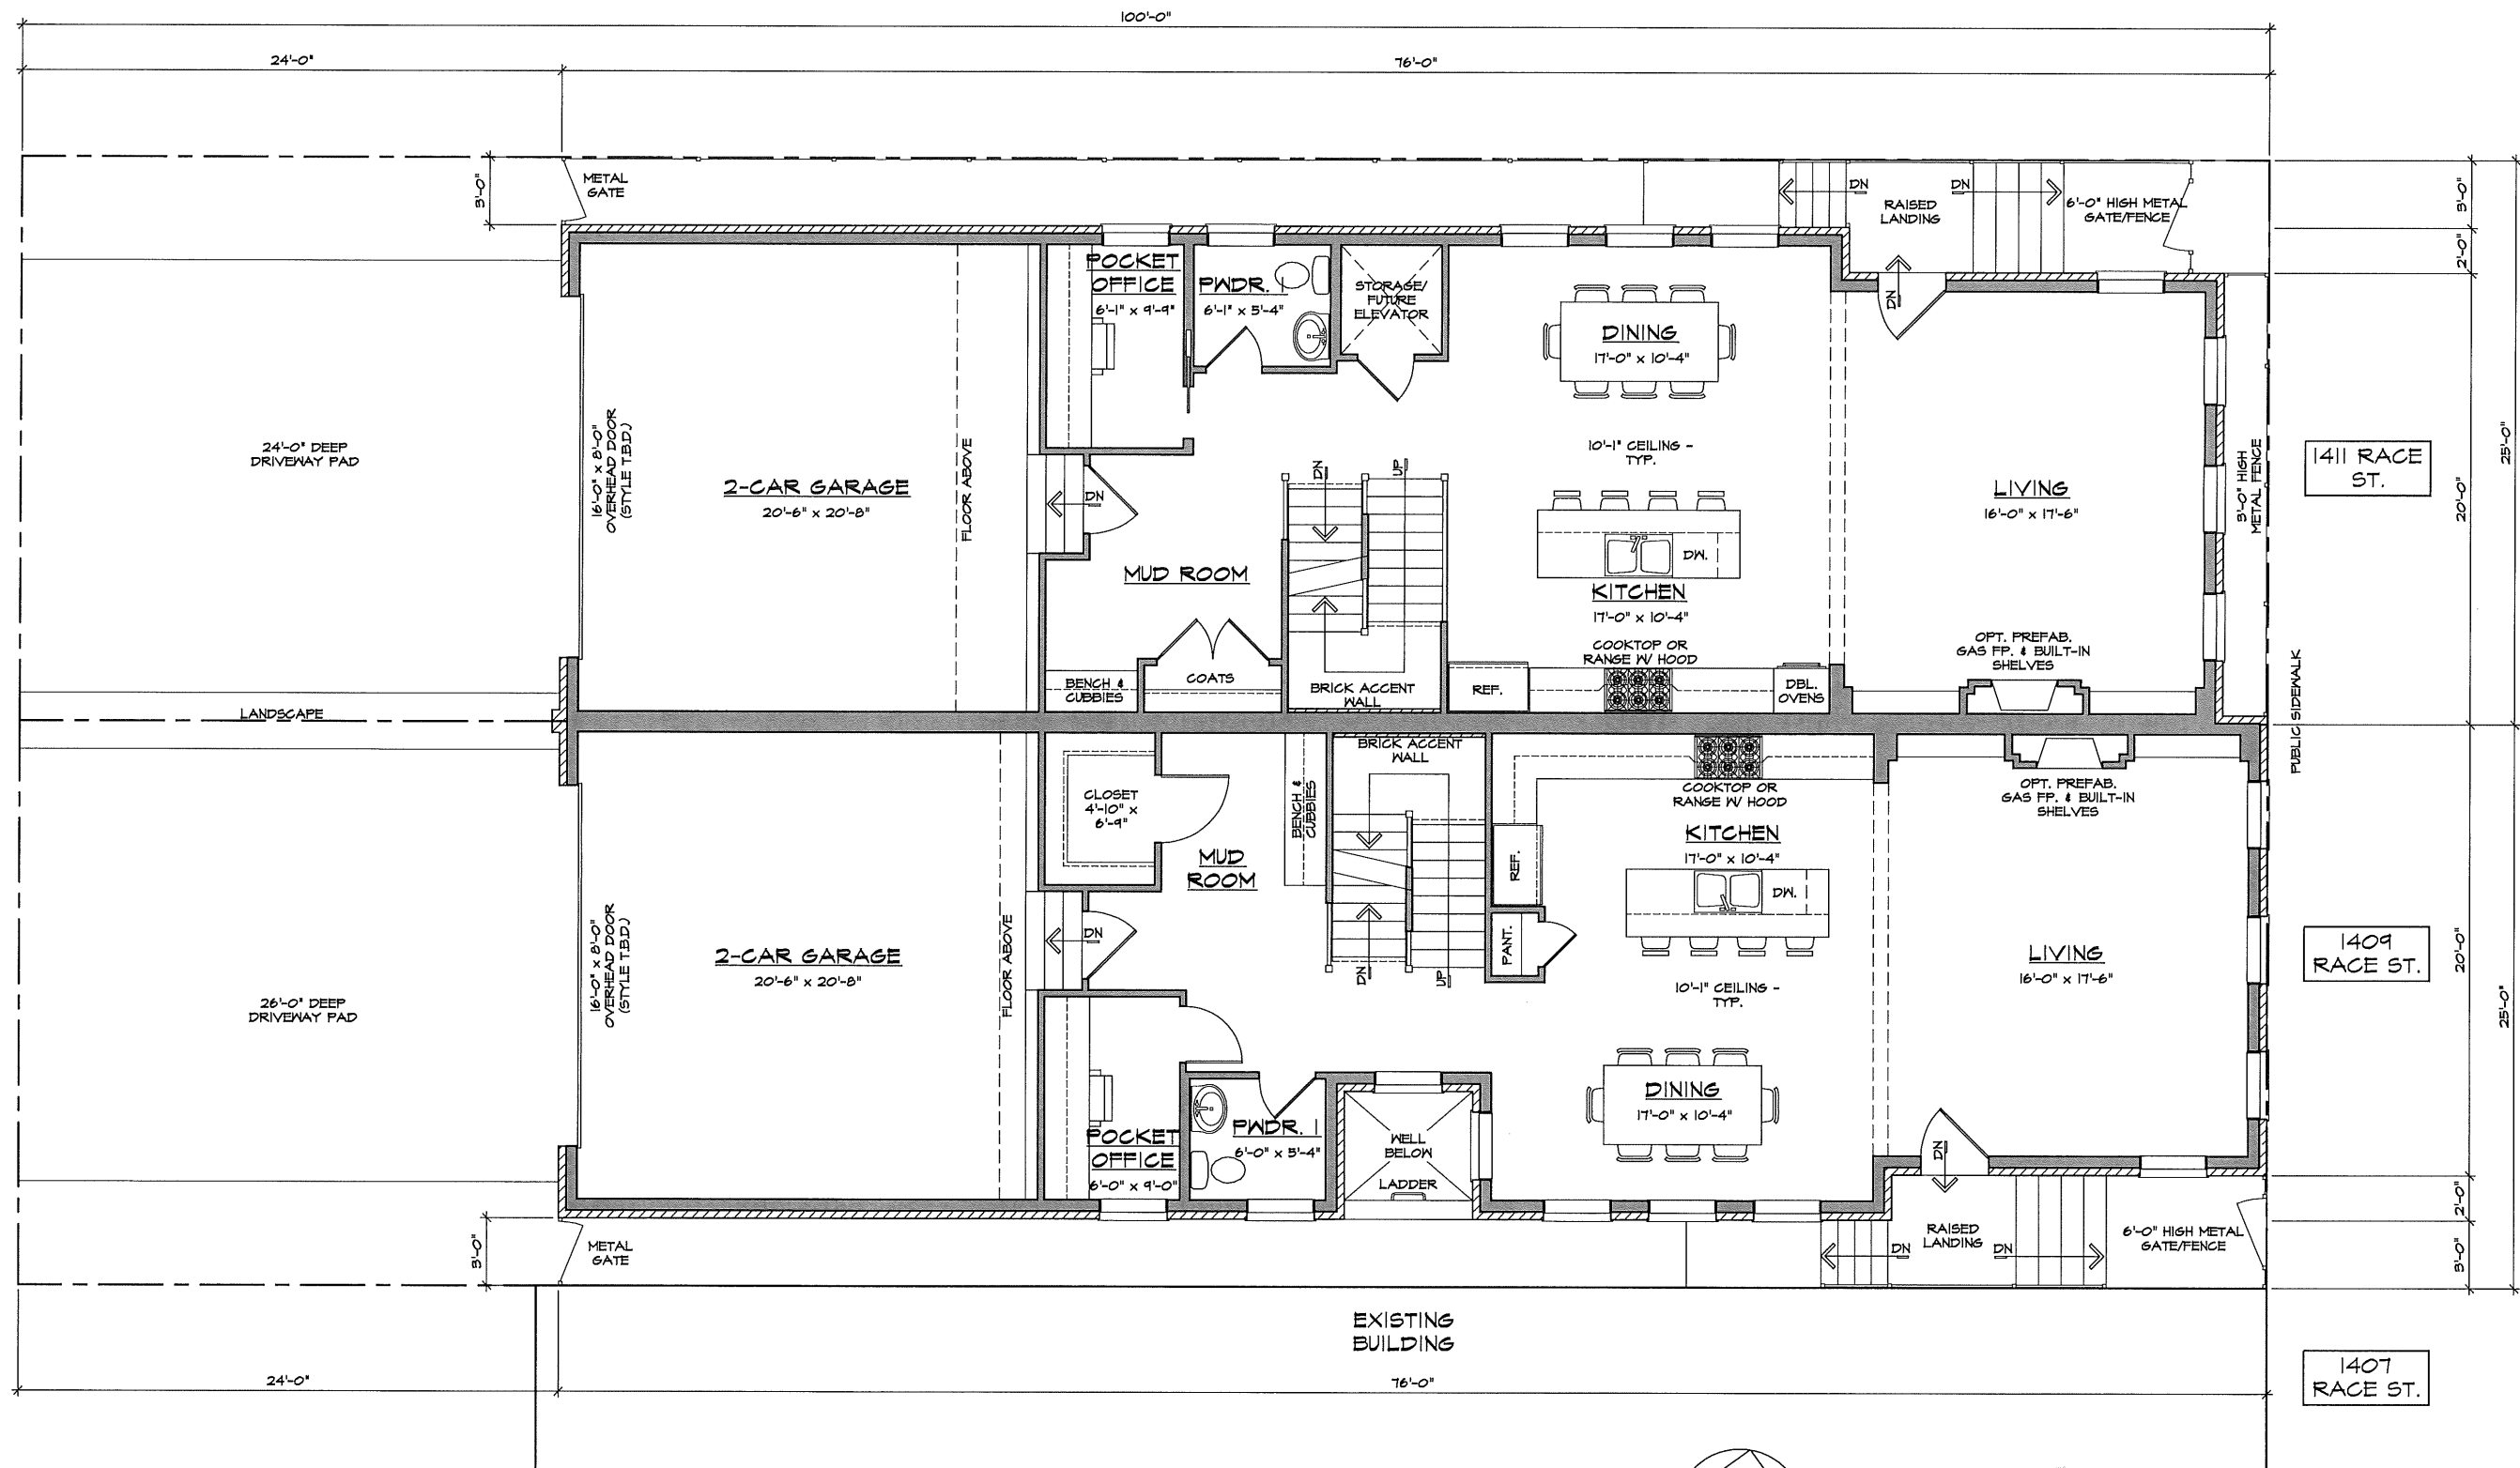 100'-0"
24'-0"
76'-0"
3'-0"
METAL
GATE
DN
RAISED
LANDING
DN
6'-0" HIGH METAL
GATE/FENCE
3'-0"
2'-0"
POCKET
OFFICE
6'-1" x 9'-9"
PWDR. 1
6'-1" x 5'-4"
STORAGE/
FUTURE
ELEVATOR
DINING
17'-0" x 10'-4"
DN
24'-0" DEEP
DRIVEWAY PAD
16'-0" x 8'-0"
OVERHEAD DOOR
(STYLE T.B.D.)
2-CAR GARAGE
20'-6" x 20'-8"
FLOOR ABOVE
DN
MUD ROOM
DN
UP
10'-1" CEILING -
TYP.
DW.
KITCHEN
17'-0" x 10'-4"
COOKTOP OR
RANGE W/ HOOD
LIVING
16'-0" x 17'-6"
3'-0" HIGH
METAL FENCE
1411 RACE
ST.
20'-0"
25'-0"
BENCH &
CUBBIES
COATS
BRICK ACCENT
WALL
REF.
DBL.
OVENS
OPT. PREFAB.
GAS FP. & BUILT-IN
SHELVES
LANDSCAPE
PUBLIC SIDEWALK
CLOSET
4'-10" x
6'-9"
BENCH &
CUBBIES
BRICK ACCENT
WALL
COOKTOP OR
RANGE W/ HOOD
OPT. PREFAB.
GAS FP. & BUILT-IN
SHELVES
MUD
ROOM
REF.
KITCHEN
17'-0" x 10'-4"
DW.
PANT.
26'-0" DEEP
DRIVEWAY PAD
16'-0" x 8'-0"
OVERHEAD DOOR
(STYLE T.B.D.)
2-CAR GARAGE
20'-6" x 20'-8"
FLOOR ABOVE
DN
DN
UP
10'-1" CEILING -
TYP.
LIVING
16'-0" x 17'-6"
1409
RACE ST.
20'-0"
25'-0"
POCKET
OFFICE
6'-0" x 9'-0"
PWDR. 1
6'-0" x 5'-4"
WELL
BELOW
LADDER
DINING
17'-0" x 10'-4"
DN
2'-0"
3'-0"
3'-0"
METAL
GATE
DN
RAISED
LANDING
DN
6'-0" HIGH METAL
GATE/FENCE
EXISTING
BUILDING
24'-0"
76'-0"
1407
RACE ST.